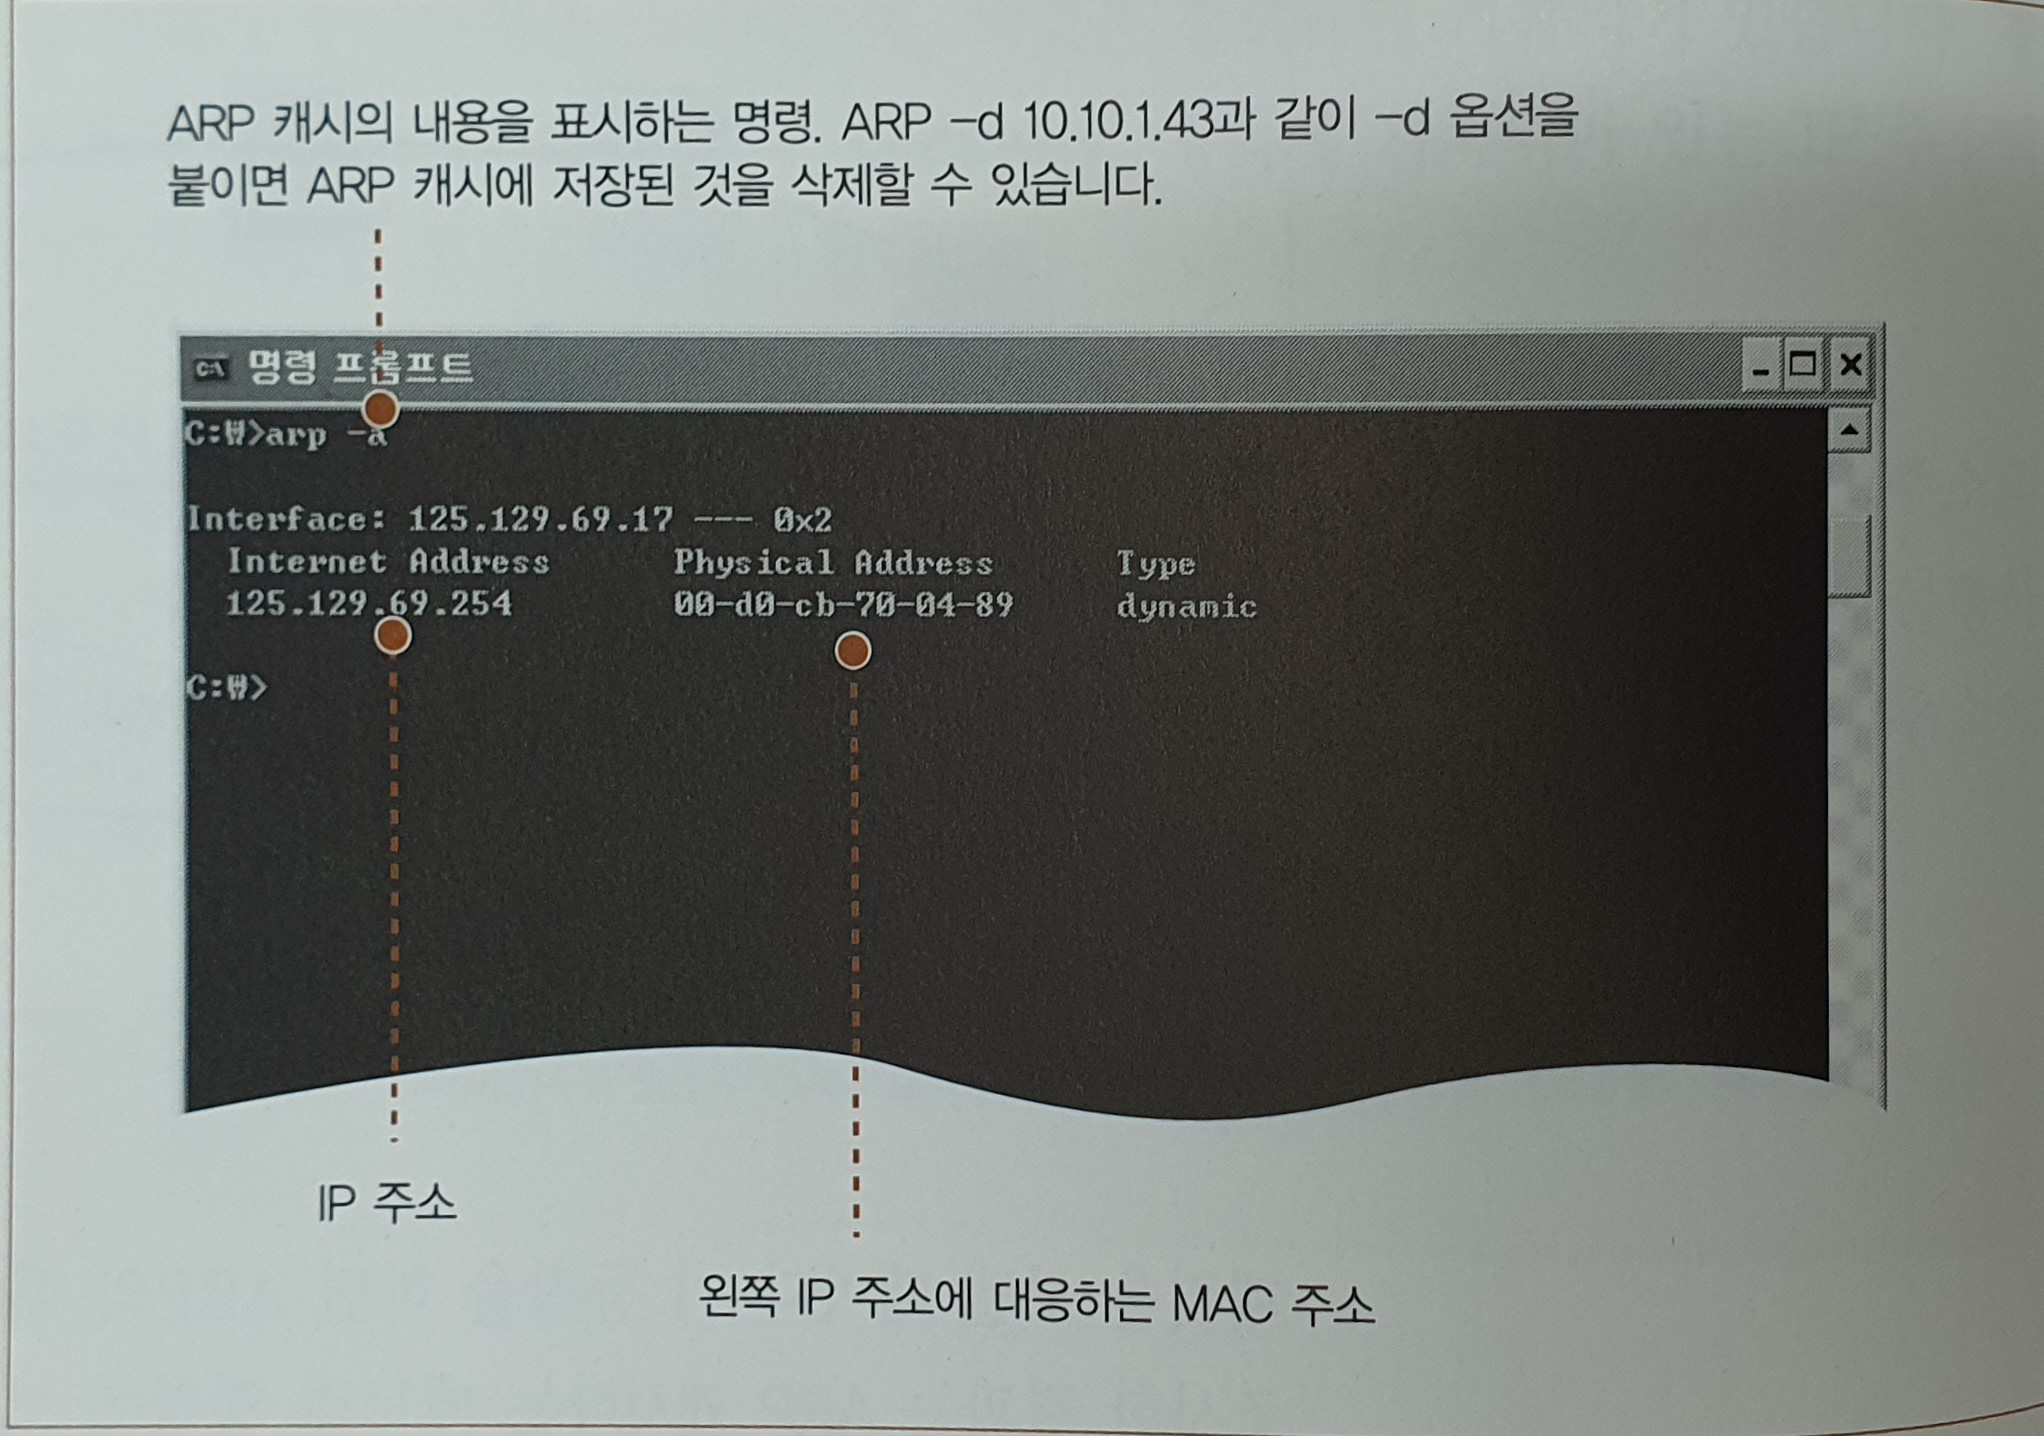 ARP 캐시의 내용을 표시하는 명령. ARP -d 10.10.1.43과 같이 -d 옵션을
붙이면 ARP 캐시에 저장된 것을 삭제할 수 있습니다.
C:\ 명령 프롬프트
C:₩>arp -a
Interface: 125.129.69.17 --- 0x2
Internet Address Physical Address Type
125.129.69.254 00-d0-cb-70-04-89 dynamic
C:₩>
IP 주소
왼쪽 IP 주소에 대응하는 MAC 주소